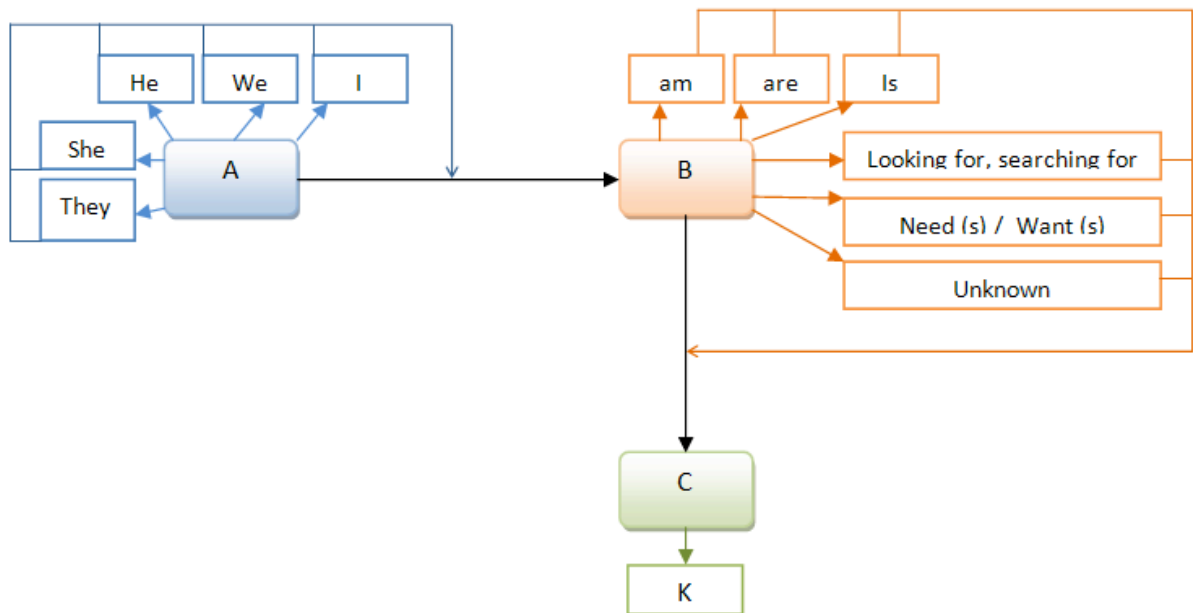 He
We
I
am
are
Is
She
A
B
Looking for, searching for
They
Need (s) / Want (s)
Unknown
C
K